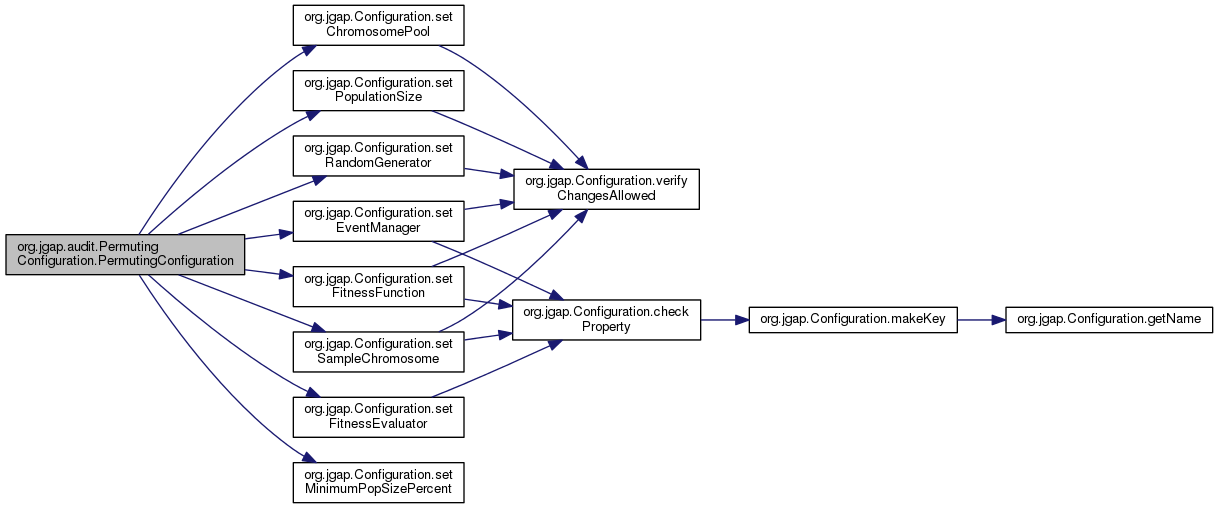 org.jgap.audit.Permuting
Configuration.PermutingConfiguration
org.jgap.Configuration.set
ChromosomePool
org.jgap.Configuration.set
PopulationSize
org.jgap.Configuration.set
RandomGenerator
org.jgap.Configuration.set
EventManager
org.jgap.Configuration.set
FitnessFunction
org.jgap.Configuration.set
SampleChromosome
org.jgap.Configuration.set
FitnessEvaluator
org.jgap.Configuration.set
MinimumPopSizePercent
org.jgap.Configuration.verify
ChangesAllowed
org.jgap.Configuration.check
Property
org.jgap.Configuration.makeKey
org.jgap.Configuration.getName